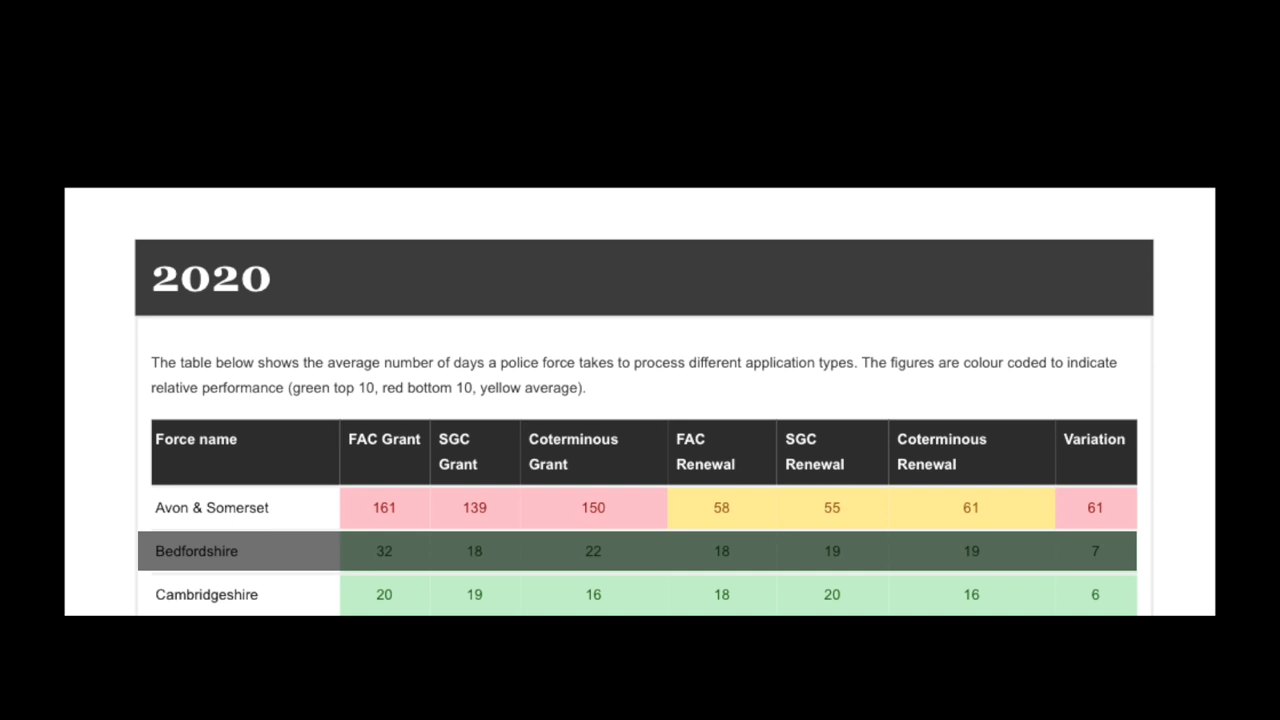 2020
The table below shows the average number of days a police force takes to process different application types. The figures are colour coded to indicate
relative performance (green top 10, red bottom 10, yellow average).
Force name FAC Grant SGC Grant Coterminous Grant FAC Renewal SGC Renewal Coterminous Renewal Variation
Avon & Somerset 161 139 150 58 55 61 61
Bedfordshire 32 18 22 18 19 19 7
Cambridgeshire 20 19 16 18 20 16 6